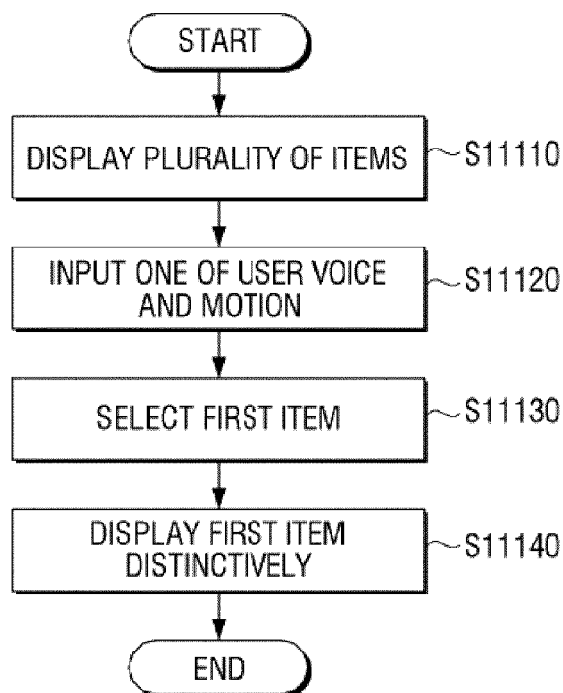 START
DISPLAY PLURALITY OF ITEMS
S11110
INPUT ONE OF USER VOICE
AND MOTION
S11120
SELECT FIRST ITEM
S11130
DISPLAY FIRST ITEM
DISTINCTIVELY
S11140
END